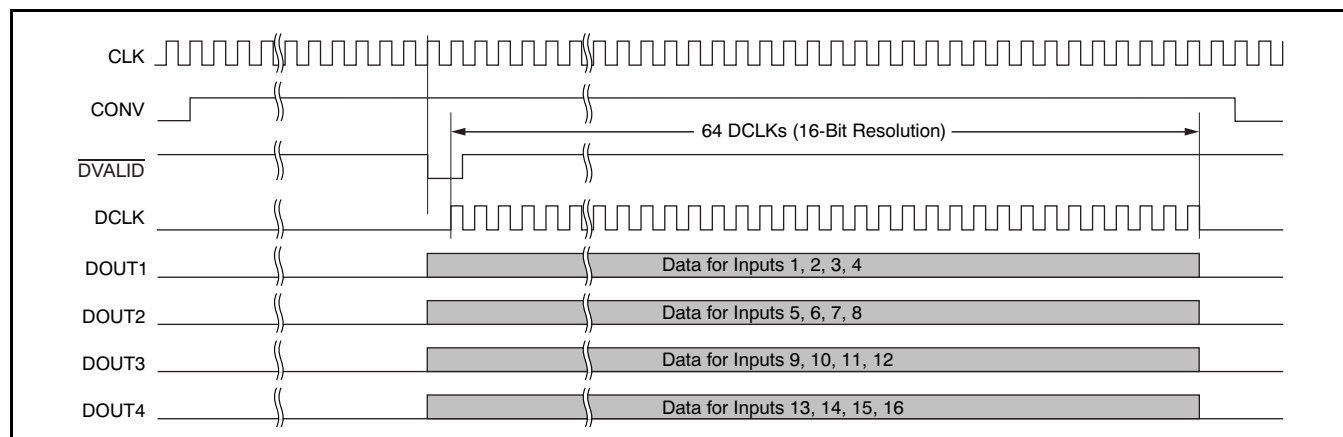 CLK
CONV
64 DCLKs (16-Bit Resolution)
DVALID
DCLK
DOUT1
Data for Inputs 1, 2, 3, 4
DOUT2
Data for Inputs 5, 6, 7, 8
DOUT3
Data for Inputs 9, 10, 11, 12
DOUT4
Data for Inputs 13, 14, 15, 16